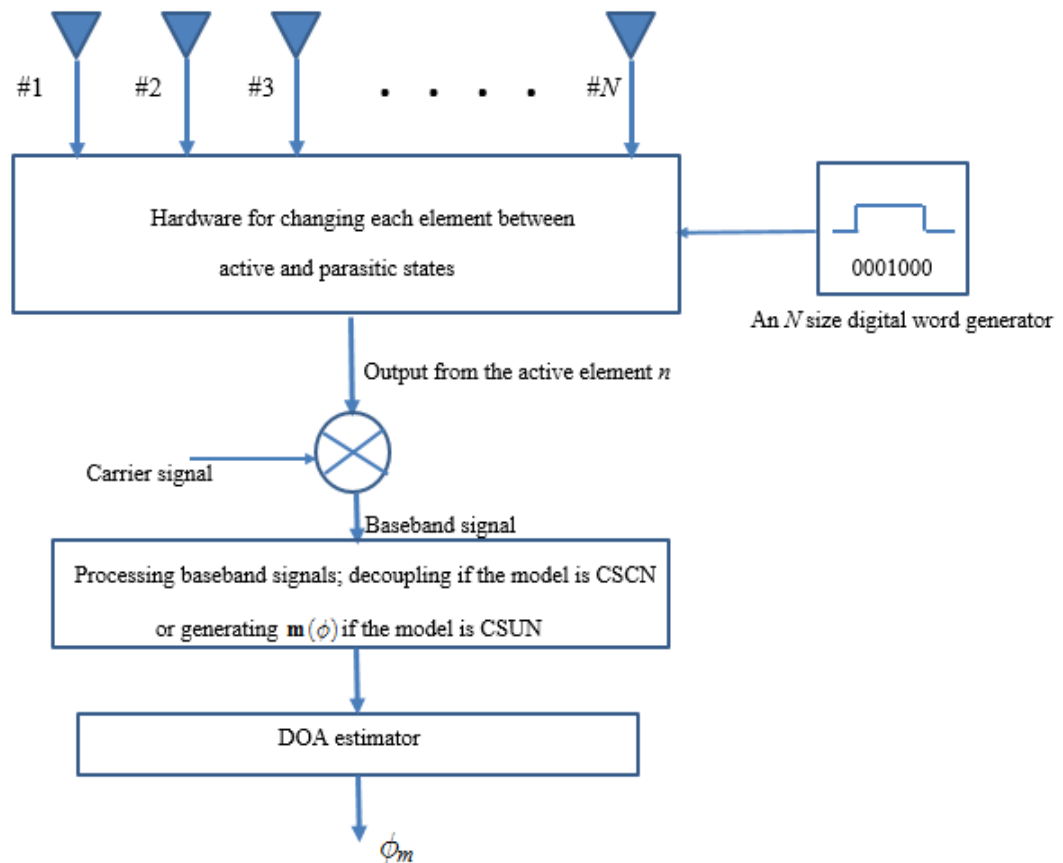 #1 #2 #3 . . . . #N
Hardware for changing each element between
active and parasitic states
0001000
An N size digital word generator
Output from the active element n
Carrier signal
Baseband signal
Processing baseband signals; decoupling if the model is CSCN
or generating m(ϕ) if the model is CSUN
DOA estimator
ϕm